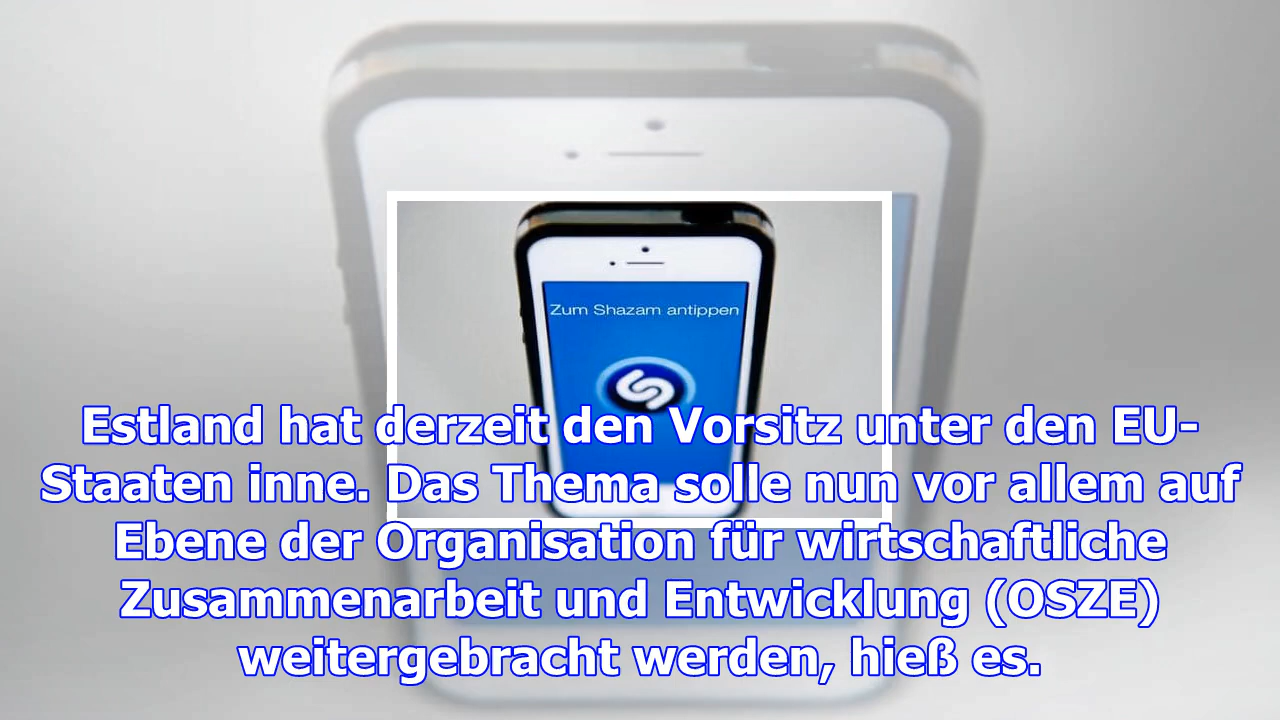 Zum Shazam antippen
Estland hat derzeit den Vorsitz unter den EU-
Staaten inne. Das Thema solle nun vor allem auf
Ebene der Organisation für wirtschaftliche
Zusammenarbeit und Entwicklung (OSZE)
weitergebracht werden, hieß es.